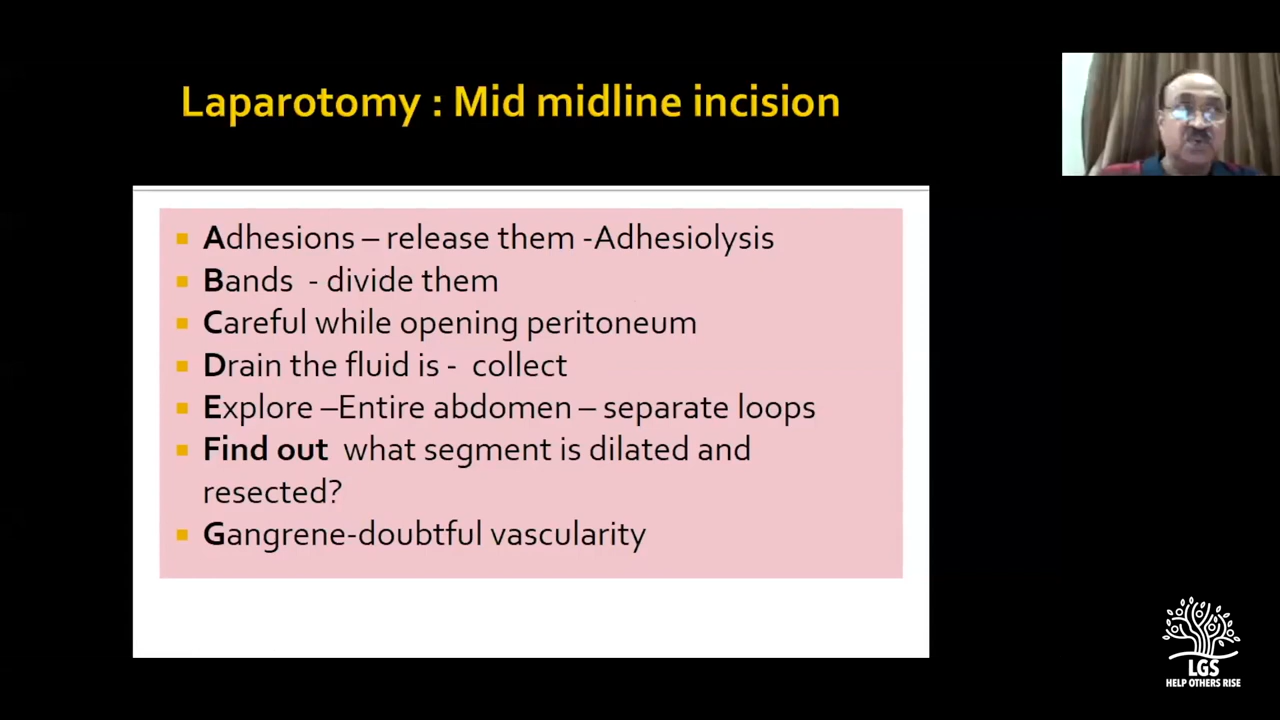 Laparotomy : Mid midline incision
Adhesions – release them -Adhesiolysis
Bands - divide them
Careful while opening peritoneum
Drain the fluid is - collect
Explore –Entire abdomen – separate loops
Find out what segment is dilated and
resected?
Gangrene-doubtful vascularity
LGS
HELP OTHERS RISE